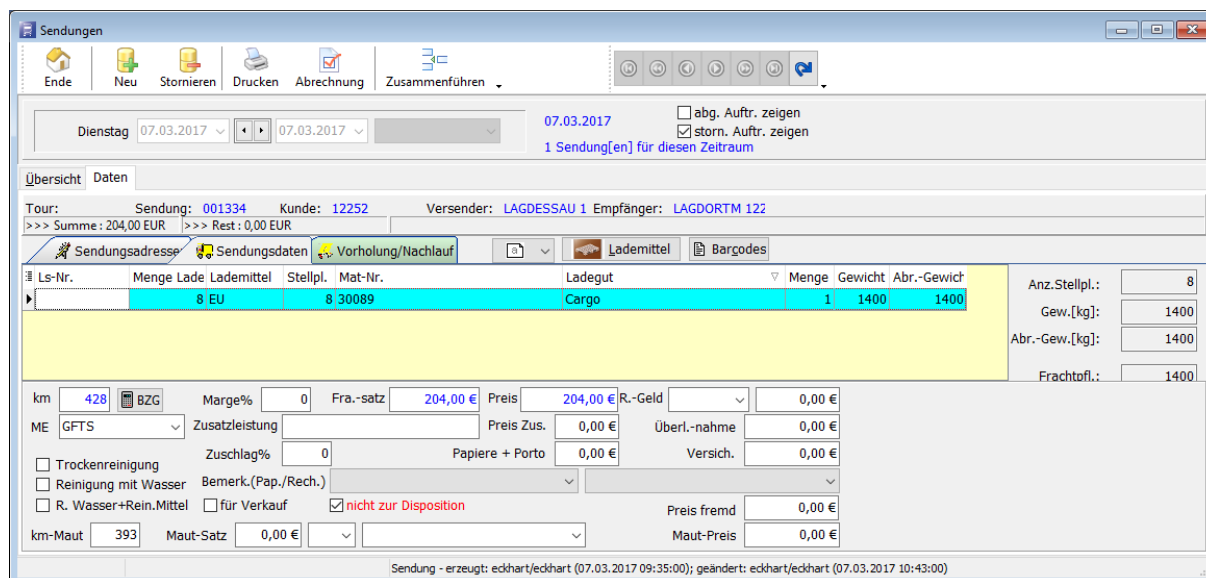 Sendungen
Ende Neu Stornieren Drucken Abrechnung Zusammenführen
Dienstag 07.03.2017 07.03.2017
07.03.2017
abg. Auftr. zeigen
storn. Auftr. zeigen
1 Sendung[en] für diesen Zeitraum
Übersicht Daten
Tour: Sendung: 001334 Kunde: 12252 Versender: LAGDESSAU 1 Empfänger: LAGDORTM 122
>>> Summe : 204,00 EUR >>> Rest : 0,00 EUR
Sendungsadresse Sendungsdaten Vorholung/Nachlauf a Lademittel Barcodes
Ls-Nr. Menge Lade Lademittel Stellpl. Mat-Nr. Ladegut Menge Gewicht Abr.-Gewich
8 EU 8 30089 Cargo 1 1400 1400
Anz.Stellpl.: 8
Gew.[kg]: 1400
Abr.-Gew.[kg]: 1400
Frachtpfl.: 1400
km 428 BZG Marge% 0 Fra.-satz 204,00 € Preis 204,00 € R.-Geld 0,00 €
ME GFTS Zusatzleistung Preis Zus. 0,00 € Überl.-nahme 0,00 €
Zuschlag% 0 Papiere + Porto 0,00 € Versich. 0,00 €
Trockenreinigung
Reinigung mit Wasser Bemerk.(Pap./Rech.)
R. Wasser+Rein.Mittel für Verkauf nicht zur Disposition Preis fremd 0,00 €
km-Maut 393 Maut-Satz 0,00 € Maut-Preis 0,00 €
Sendung - erzeugt: eckhart/eckhart (07.03.2017 09:35:00); geändert: eckhart/eckhart (07.03.2017 10:43:00)